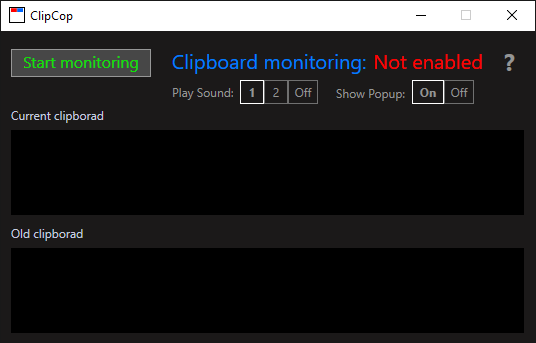 ClipCop
Start monitoring
Clipboard monitoring: Not enabled
?
Play Sound: 1 2 Off
Show Popup: On Off
Current clipborad
Old clipborad